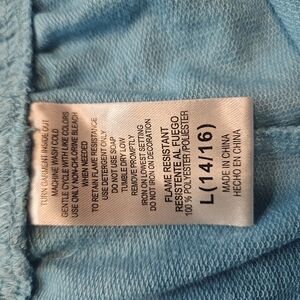 TURN GARMENT INSIDE OUT
MACHINE WASH COLD
GENTLE CYCLE WITH LIKE COLORS
USE ONLY NON-CHLORINE BLEACH
WHEN NEEDED
TO RETAIN FLAME RESISTANCE
USE DETERGENT ONLY
DO NOT USE SOAP
TUMBLE DRY LOW
REMOVE PROMPTLY
IRON ON LOWEST SETTING
DO NOT IRON ON DECORATION
FLAME RESISTANT
RESISTENTE AL FUEGO
100% POLYESTER/POLIESTER
L (14/16)
MADE IN CHINA
HECHO EN CHINA